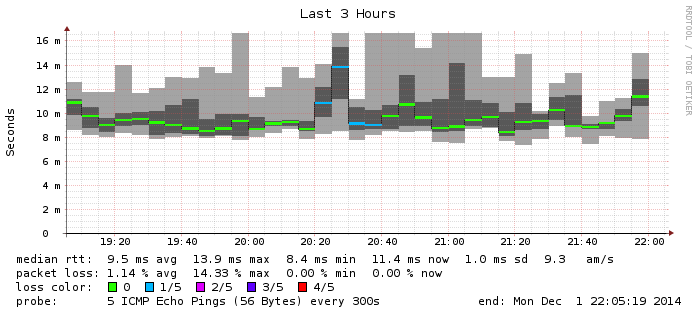 Last 3 Hours
RRDTOOL / TOBI OETIKER
Seconds
16 m
14 m
12 m
10 m
8 m
6 m
4 m
2 m
0
19:20 19:40 20:00 20:20 20:40 21:00 21:20 21:40 22:00
median rtt: 9.5 ms avg 13.9 ms max 8.4 ms min 11.4 ms now 1.0 ms sd 9.3 am/s
packet loss: 1.14 % avg 14.33 % max 0.00 % min 0.00 % now
loss color: 0 1/5 2/5 3/5 4/5
probe: 5 ICMP Echo Pings (56 Bytes) every 300s end: Mon Dec 1 22:05:19 2014